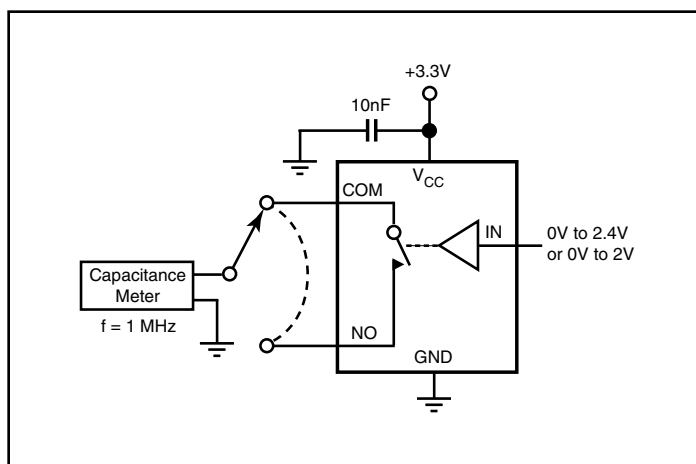 +3.3V
10nF
VCC
COM
IN
0V to 2.4V
or 0V to 2V
Capacitance
Meter
f = 1 MHz
NO
GND